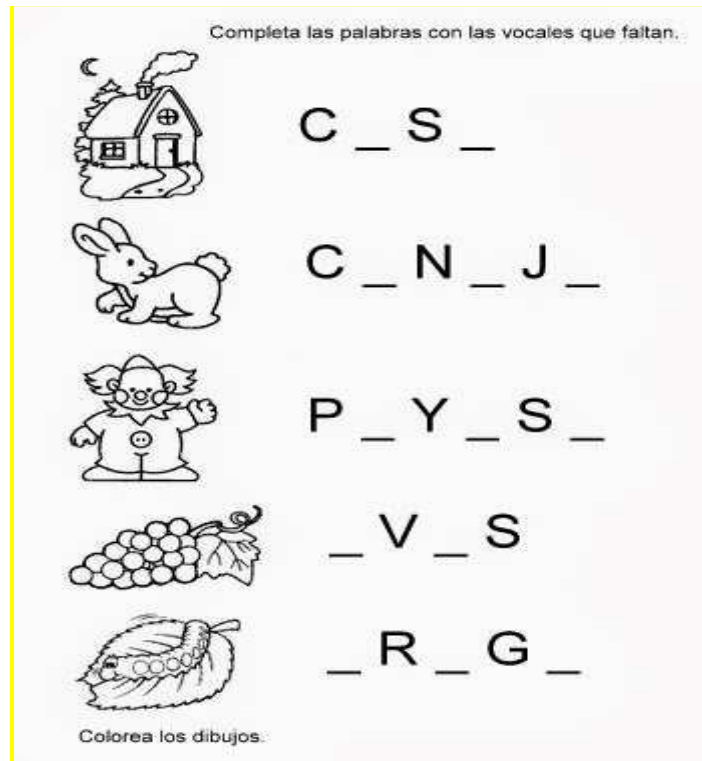 Completa las palabras con las vocales que faltan.
C _ S _
C _ N _ J _
P _ Y _ S _
_ V _ S
_ R _ G _
Colorea los dibujos.